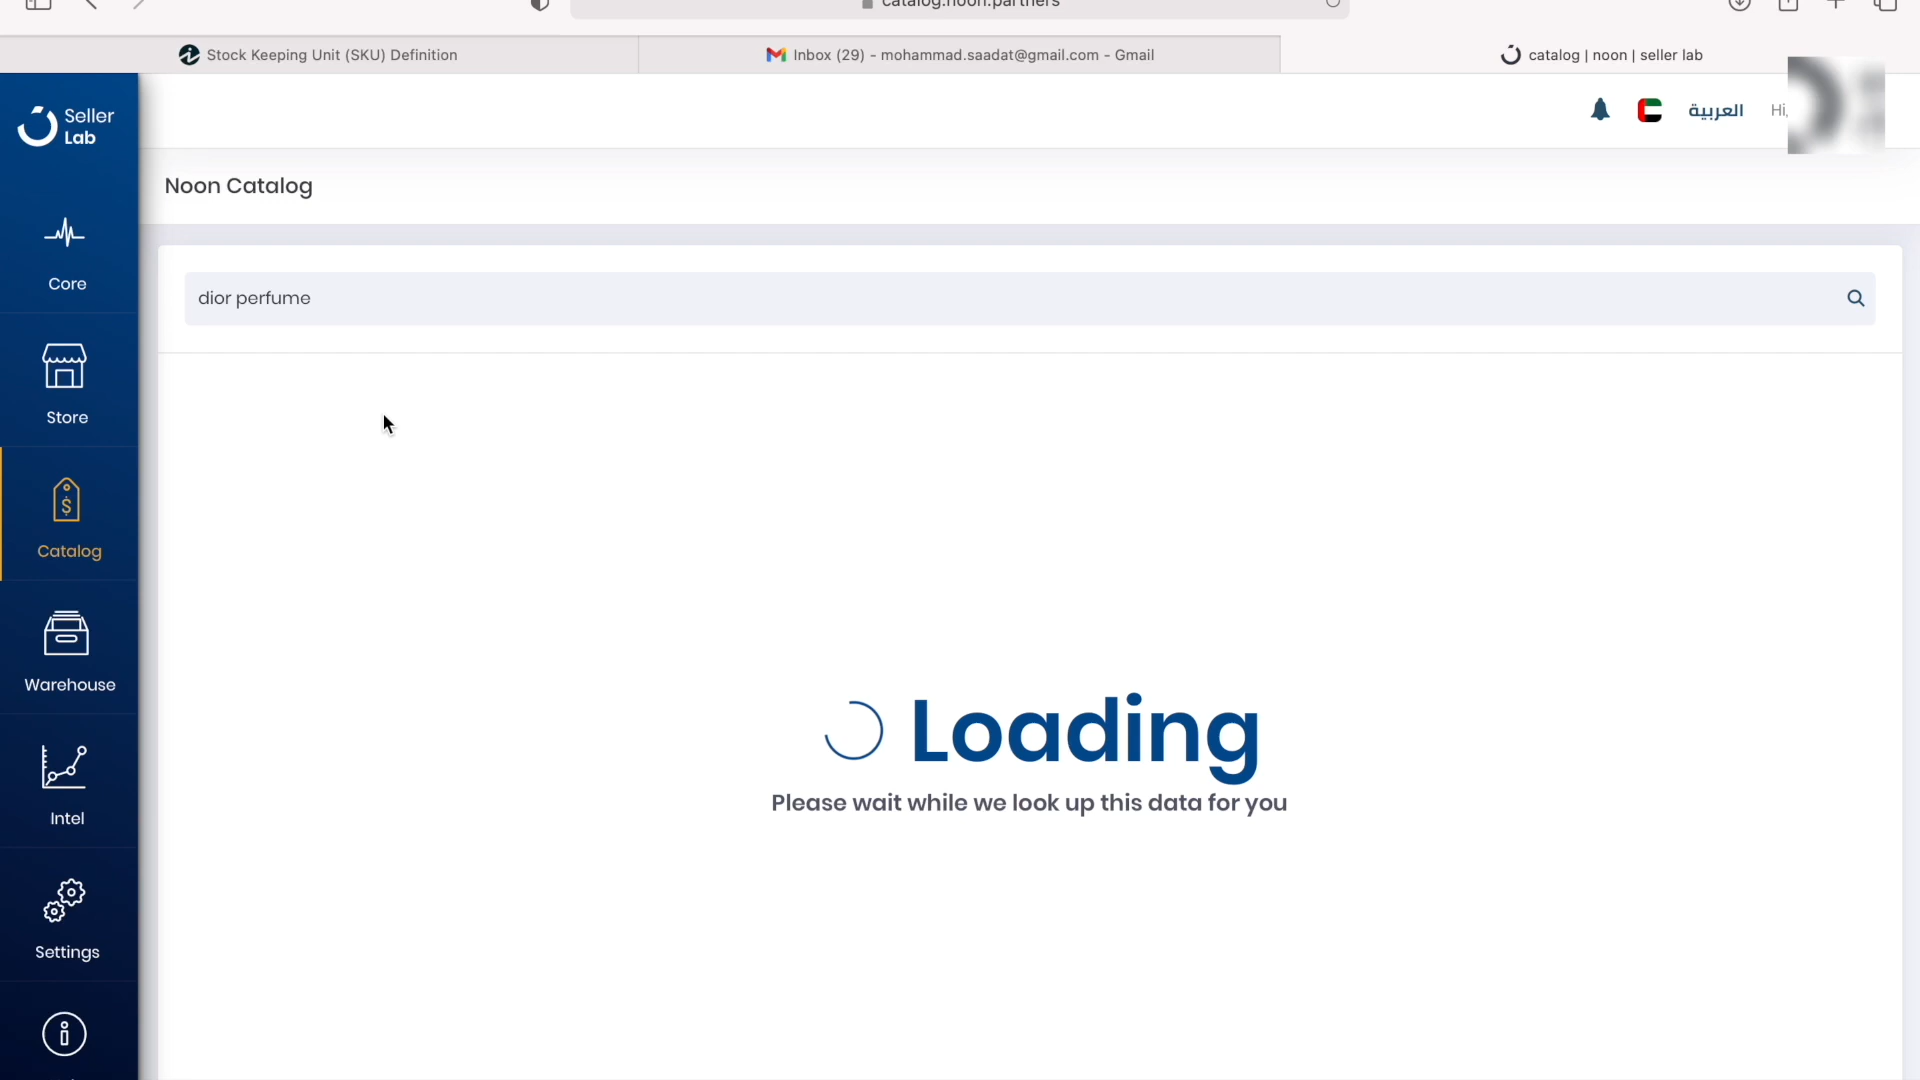 catalog.noon.partners
Stock Keeping Unit (SKU) Definition
Inbox (29) - mohammad.saadat@gmail.com - Gmail
catalog | noon | seller lab
Seller
Lab
العربية
Hi,
Noon Catalog
Core
dior perfume
Store
Catalog
Warehouse
Loading
Please wait while we look up this data for you
Intel
Settings